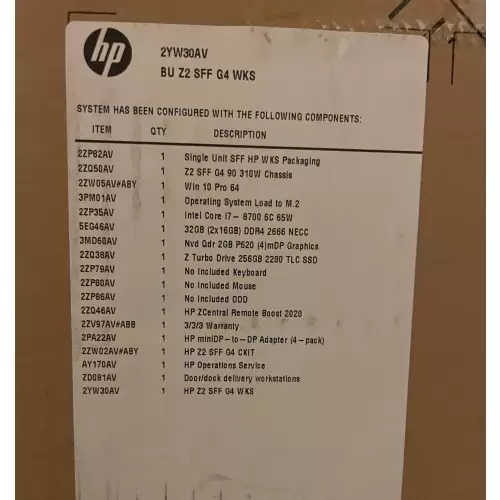 hp
2YW30AV
BU Z2 SFF G4 WKS
SYSTEM HAS BEEN CONFIGURED WITH THE FOLLOWING COMPONENTS:
ITEM QTY DESCRIPTION
2ZP82AV 1 Single Unit SFF HP WKS Packaging
2ZQ50AV 1 Z2 SFF G4 90 310W Chassis
2ZW05AV#ABY 1 Win 10 Pro 64
3PM01AV 1 Operating System Load to M.2
2ZP35AV 1 Intel Core i7- 8700 6C 65W
5EG46AV 1 32GB (2x16GB) DDR4 2666 NECC
3MD60AV 1 Nvd Qdr 2GB P620 (4)mDP Graphics
2ZQ38AV 1 Z Turbo Drive 256GB 2280 TLC SSD
2ZP79AV 1 No Included Keyboard
2ZP80AV 1 No Included Mouse
2ZP86AV 1 No Included ODD
2ZQ46AV 1 HP ZCentral Remote Boost 2020
2ZV97AV#ABB 1 3/3/3 Warranty
2PA22AV 1 HP miniDP-to-DP Adapter (4-pack)
2ZW02AV#ABY 1 HP Z2 SFF G4 CKIT
AY170AV 1 HP Operations Service
ZD081AV 1 Door/dock delivery workstations
2YW30AV 1 HP Z2 SFF G4 WKS